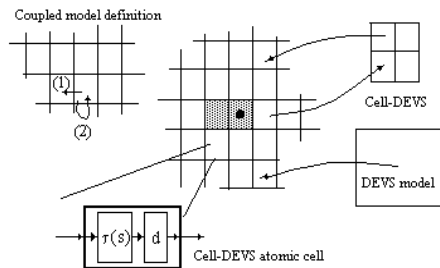 Coupled model definition
(1)
(2)
Cell-DEVS
DEVS model
τ(s) d
Cell-DEVS atomic cell